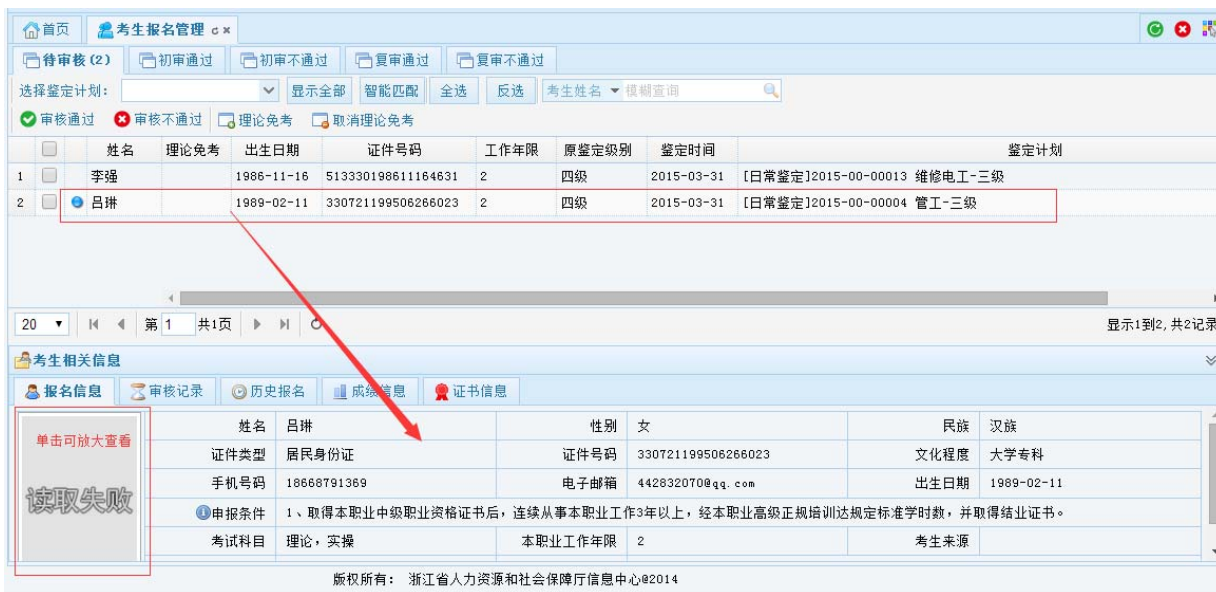 首页 考生报名管理
待审核(2) 初审通过 初审不通过 复审通过 复审不通过
选择鉴定计划: 显示全部 智能匹配 全选 反选 考生姓名 模糊查询
审核通过 审核不通过 理论免考 取消理论免考
姓名 理论免考 出生日期 证件号码 工作年限 原鉴定级别 鉴定时间 鉴定计划
1 李强 1986-11-16 513330198611164631 2 四级 2015-03-31 [日常鉴定]2015-00-00013 维修电工-三级
2 吕琳 1989-02-11 330721199506266023 2 四级 2015-03-31 [日常鉴定]2015-00-00004 管工-三级
20 第 1 共1页 显示1到2,共2记录
考生相关信息
报名信息 审核记录 历史报名 成绩信息 证书信息
单击可放大查看
读取失败
姓名 吕琳 性别 女 民族 汉族
证件类型 居民身份证 证件号码 330721199506266023 文化程度 大学专科
手机号码 18668791369 电子邮箱 442832070@qq.com 出生日期 1989-02-11
申报条件 1、取得本职业中级职业资格证书后，连续从事本职业工作3年以上，经本职业高级正规培训达规定标准学时数，并取得结业证书。
考试科目 理论，实操 本职业工作年限 2 考生来源
版权所有： 浙江省人力资源和社会保障厅信息中心@2014